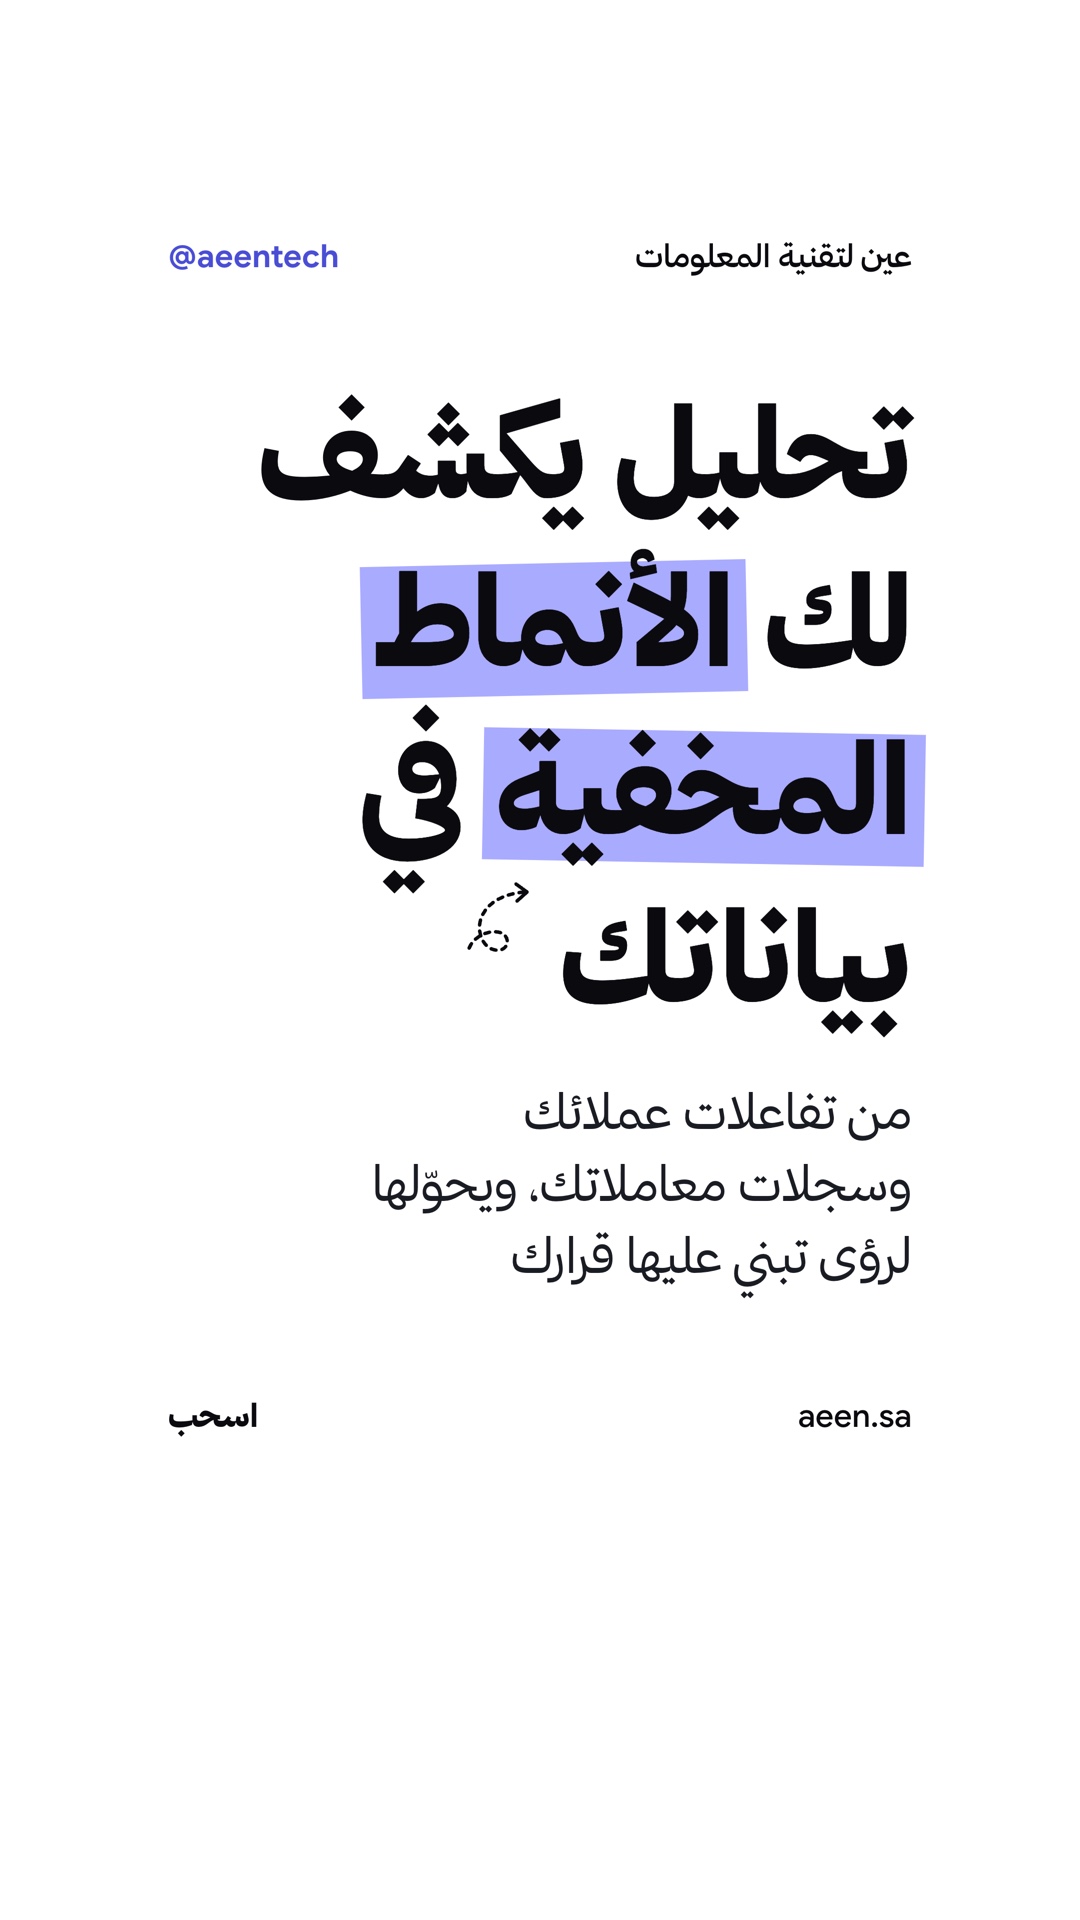 عين لتقنية المعلومات
@aeentech
تحليل يكشف
لك الأنماط
المخفية في
بياناتك
من تفاعلات عملائك
وسجلات معاملاتك، ويحوّلها
لرؤى تبني عليها قرارك
aeen.sa
اسحب